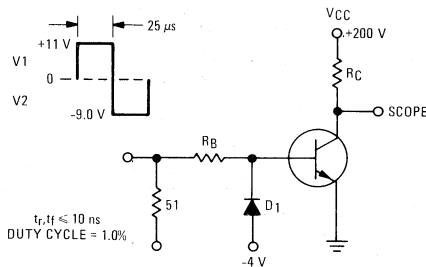 25 μs
+11 V
V1
0
V2
-9.0 V
VCC
+200 V
RC
SCOPE
RB
51
D1
-4 V
tr,tf ⩽ 10 ns
DUTY CYCLE = 1.0%